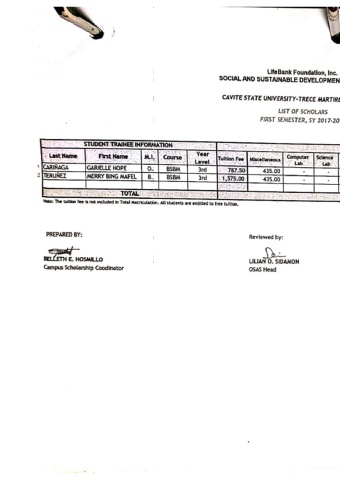 LifeBank Foundation, Inc.
SOCIAL AND SUSTAINABLE DEVELOPMEN
CAVITE STATE UNIVERSITY-TRECE MARTIRE
LIST OF SCHOLARS
FIRST SEMESTER, SY 2017-20
STUDENT TRAINEE INFORMATION
Last Name First Name M.I. Course Year Level Tuition Fee Miscellaneous Computer Lab Science Lab
1 CARIÑAGA GARIELLE HOPE O. BSBM 3rd 787.50 435.00 - -
2 TERUÑEZ MERRY BING MAFEL B. BSBM 3rd 1,575.00 435.00 - -
TOTAL
Note: The tuition fee is not included in Total Matriculation. All students are entitled to free tuition.
PREPARED BY: Reviewed by:
BELLETH E. HOSMILLO LILIAN O. SIDAMON
Campus Scholarship Coodinator OSAS Head